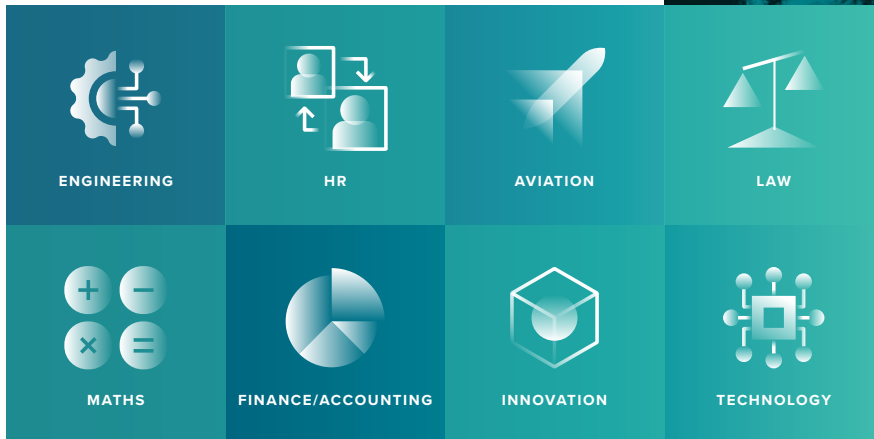 ENGINEERING
HR
AVIATION
LAW
+ −
× =
MATHS
FINANCE/ACCOUNTING
INNOVATION
TECHNOLOGY